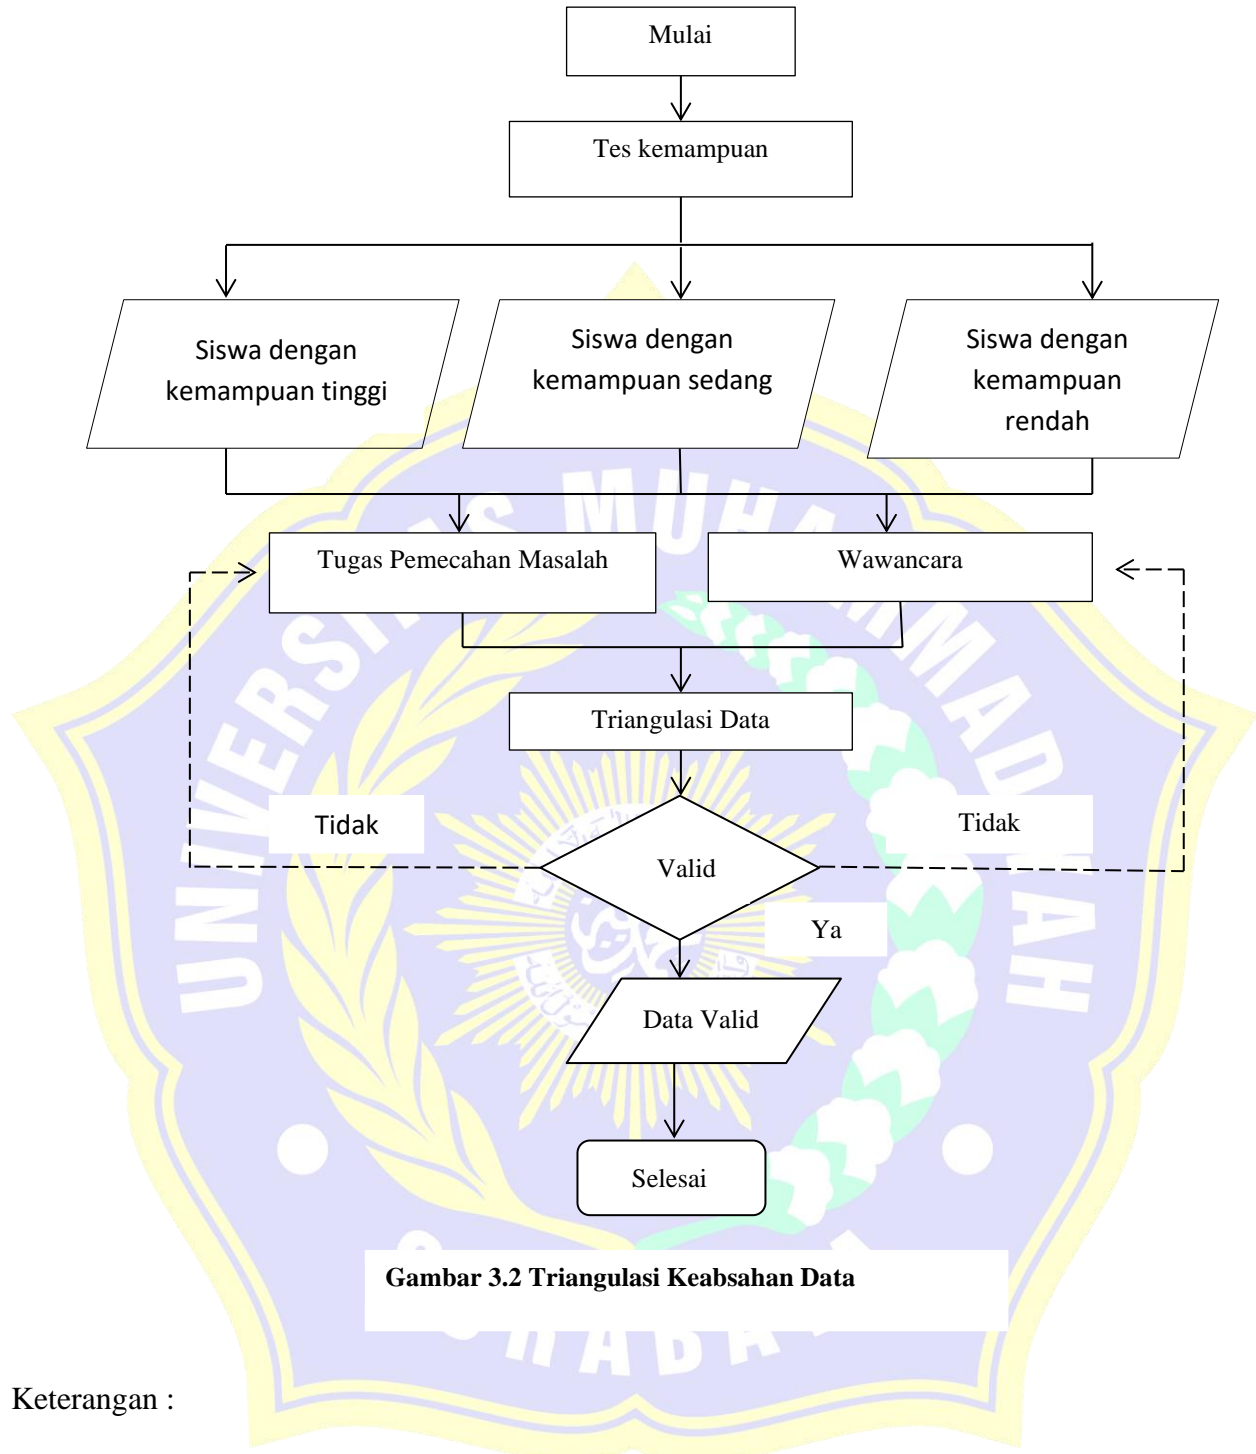 Mulai
Tes kemampuan
Siswa dengan
kemampuan tinggi
Siswa dengan
kemampuan sedang
Siswa dengan
kemampuan
rendah
Tugas Pemecahan Masalah
Wawancara
Triangulasi Data
Tidak
Valid
Tidak
Ya
Data Valid
Selesai
Gambar 3.2 Triangulasi Keabsahan Data
Keterangan :